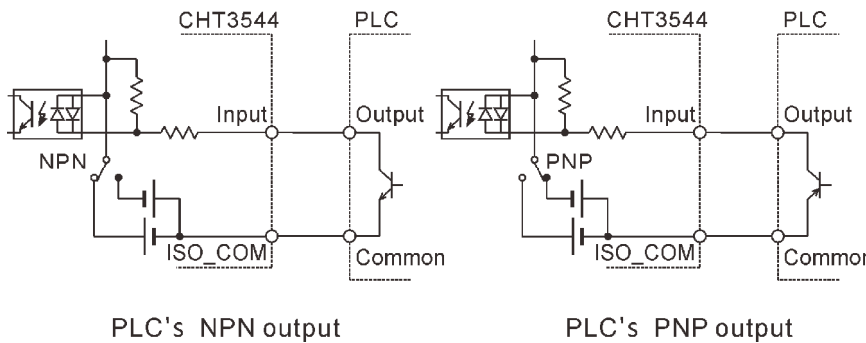 CHT3544 PLC CHT3544 PLC
Input Output Input Output
NPN PNP
ISO_COM Common ISO_COM Common
PLC's NPN output PLC's PNP output